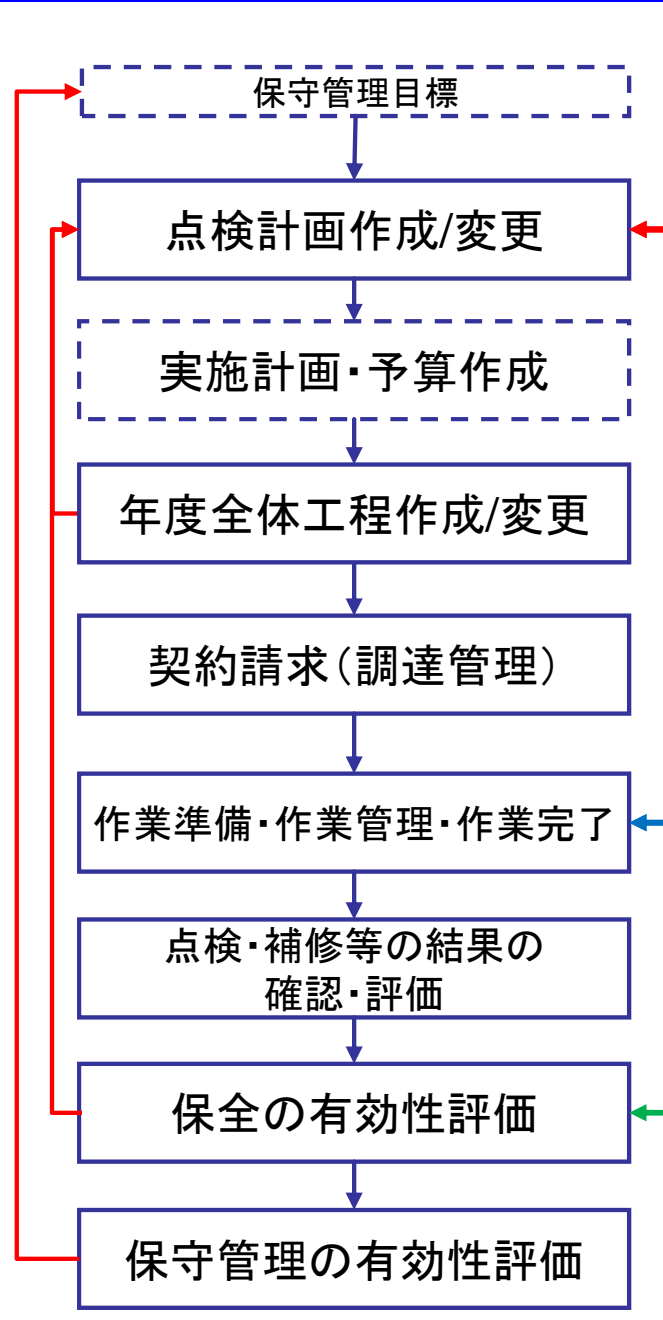 保守管理目標
点検計画作成/変更
実施計画・予算作成
年度全体工程作成/変更
契約請求（調達管理）
作業準備・作業管理・作業完了
点検・補修等の結果の
確認・評価
保全の有効性評価
保守管理の有効性評価